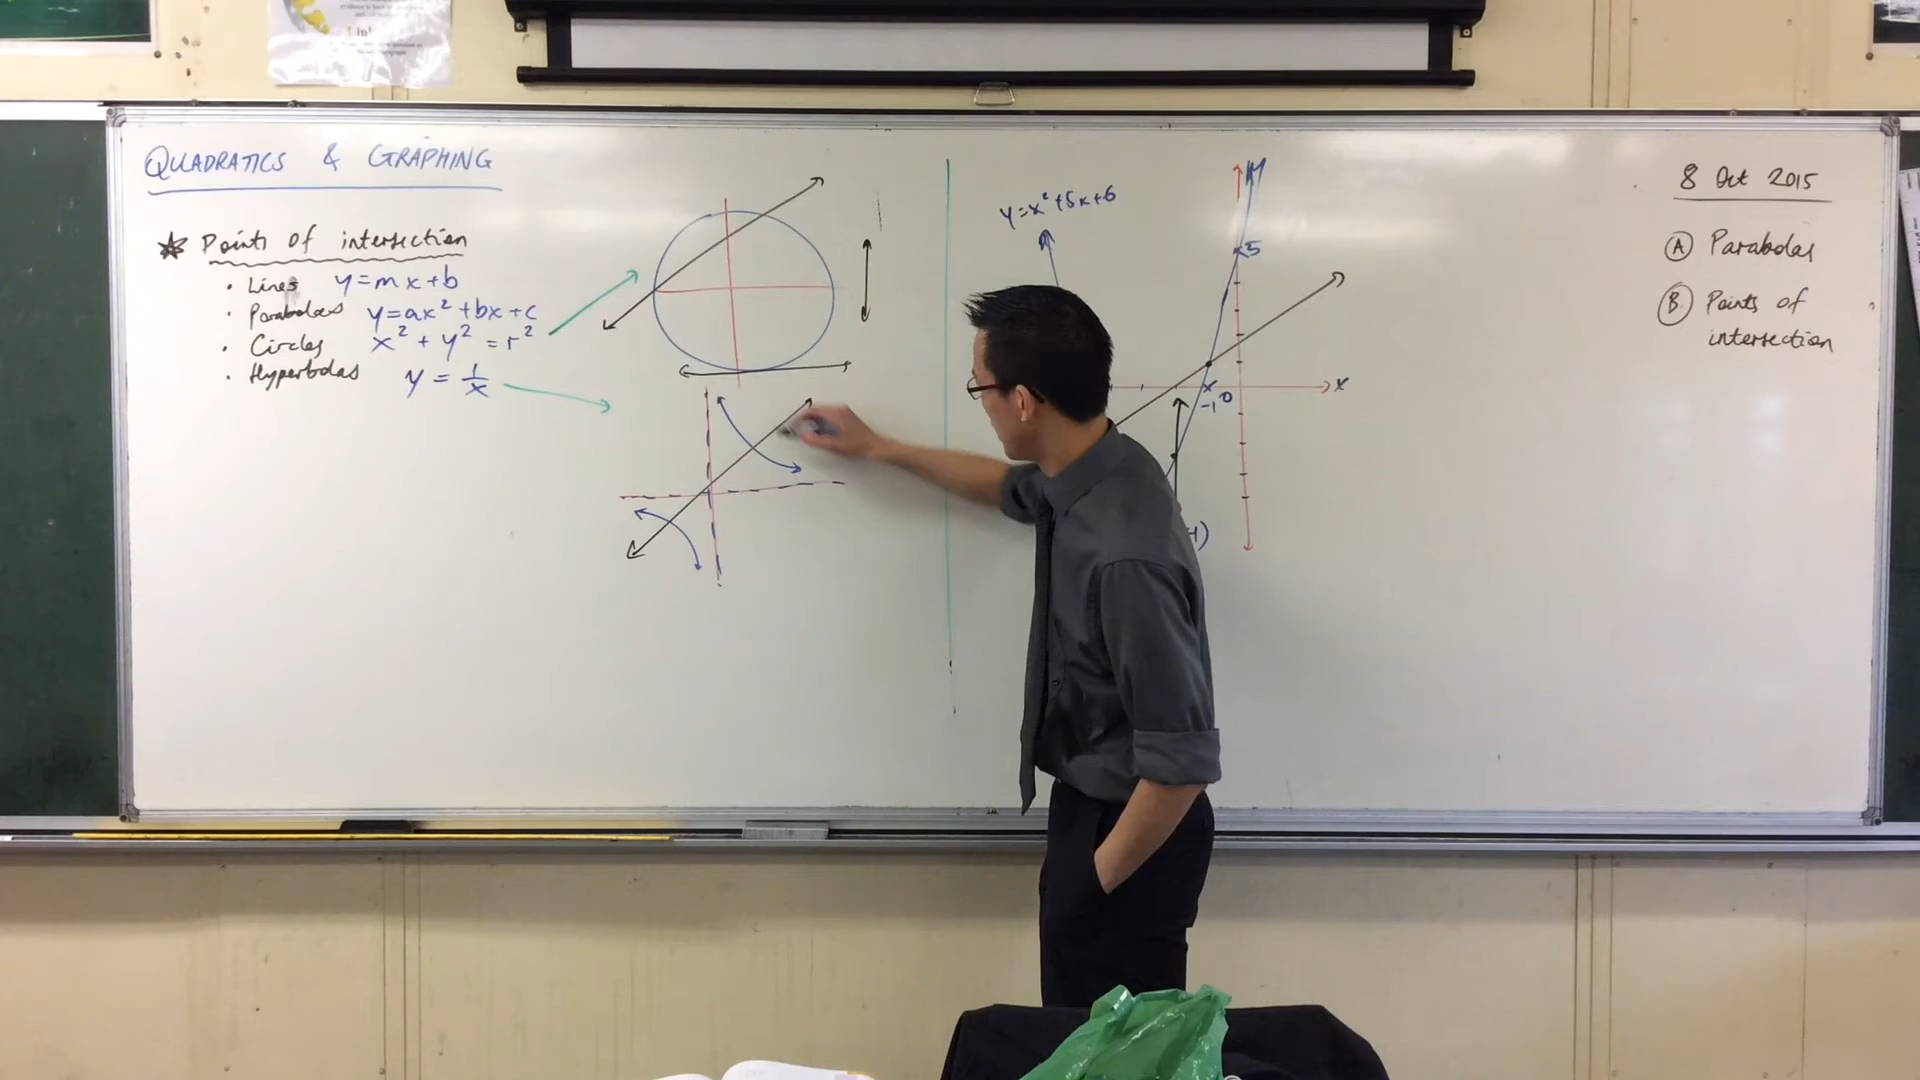 QUADRATICS & GRAPHING
Points of intersection
• Lines y=mx+b
• Parabolas y=ax²+bx+c
• Circles x²+y²=r²
• Hyperbolas y=1/x
y=x²+5x+6
5
x
-1
0
x
8 Oct 2015
Ⓐ Parabolas
Ⓑ Points of
intersection